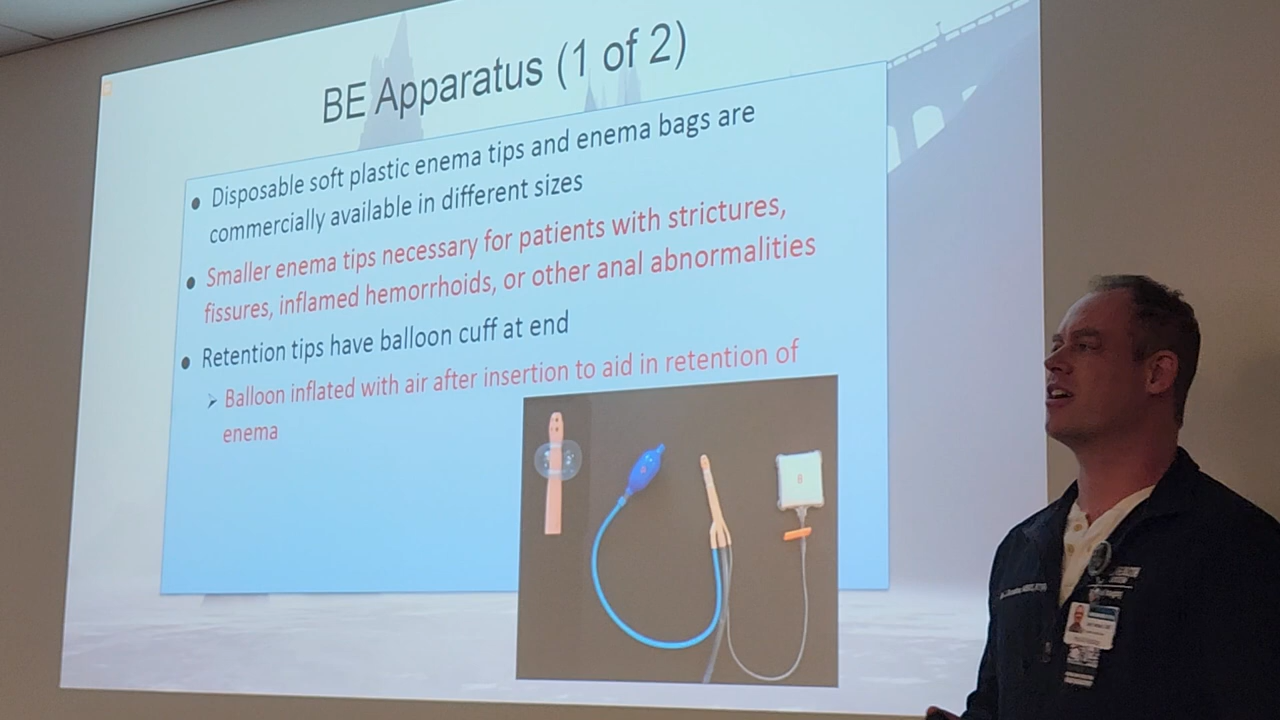 BE Apparatus (1 of 2)
Disposable soft plastic enema tips and enema bags are
commercially available in different sizes
Smaller enema tips necessary for patients with strictures,
fissures, inflamed hemorrhoids, or other anal abnormalities
Retention tips have balloon cuff at end
Balloon inflated with air after insertion to aid in retention of
enema
B